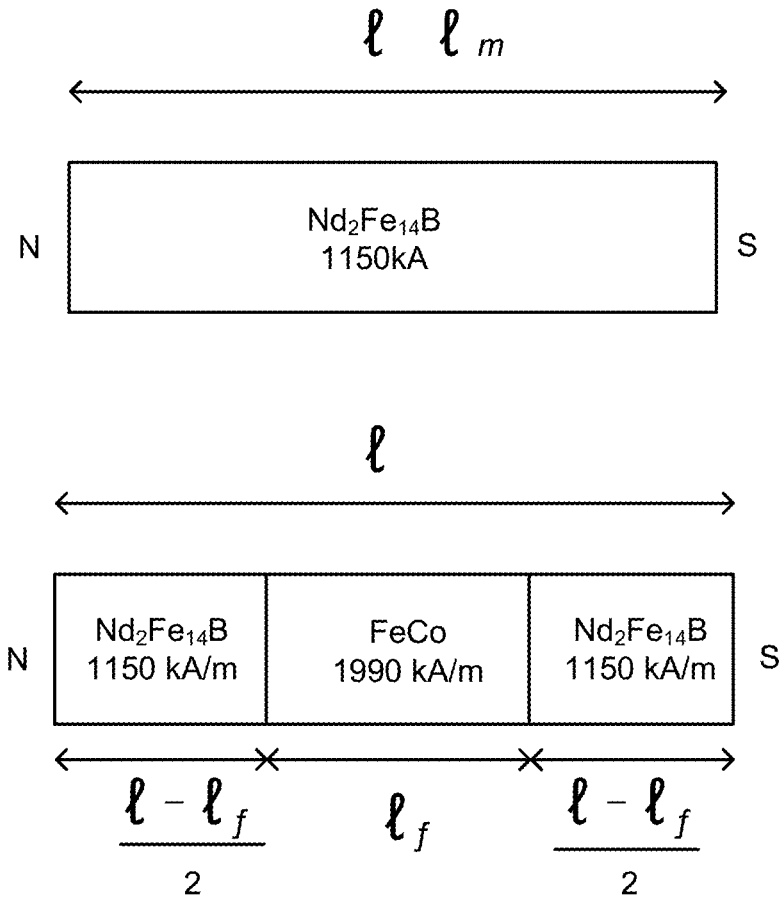 ℓ ℓm
N
Nd₂Fe₁₄B
1150kA
S
ℓ
N
Nd₂Fe₁₄B
1150 kA/m
FeCo
1990 kA/m
Nd₂Fe₁₄B
1150 kA/m
S
ℓ - ℓf
2
ℓf
ℓ - ℓf
2